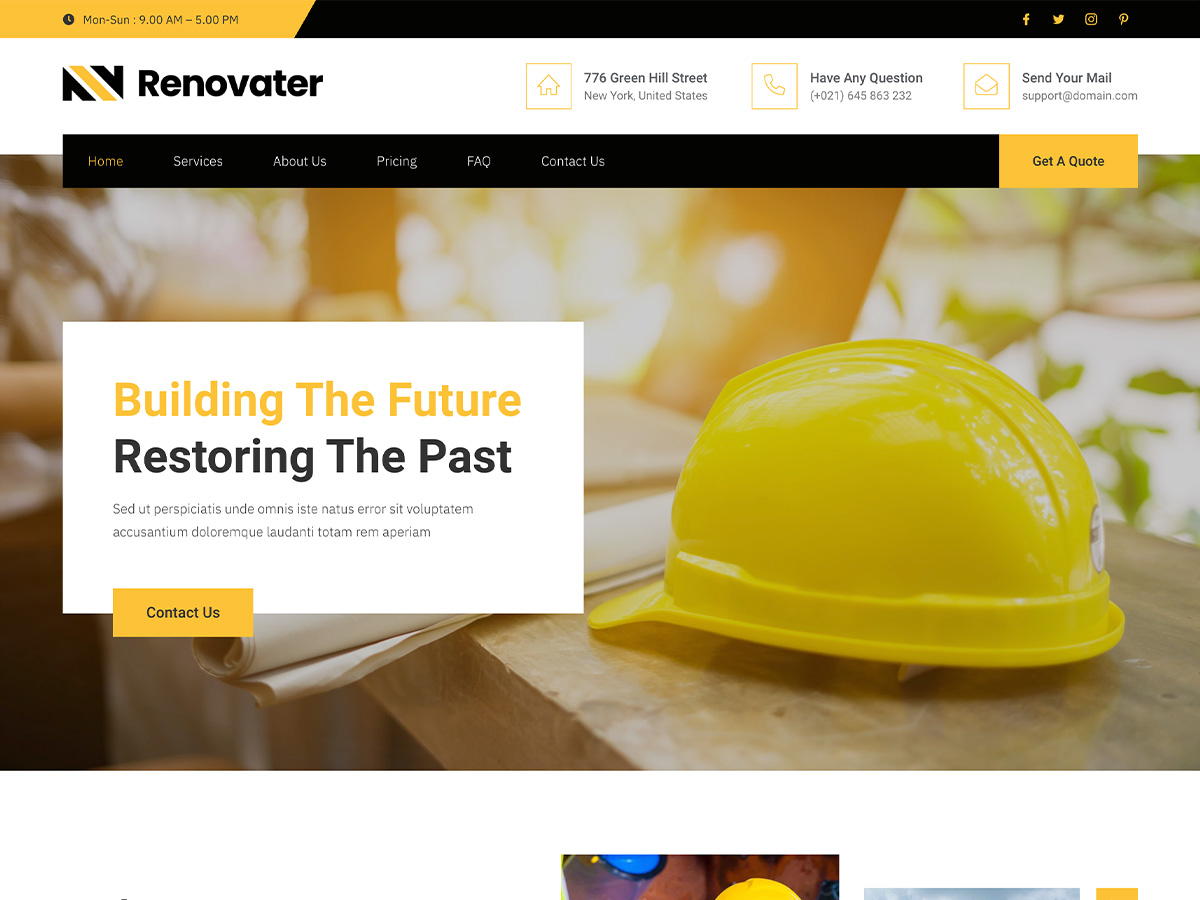 Mon-Sun : 9.00 AM – 5.00 PM
Renovater
776 Green Hill Street
New York, United States
Have Any Question
(+021) 645 863 232
Send Your Mail
support@domain.com
Home Services About Us Pricing FAQ Contact Us Get A Quote
Building The Future
Restoring The Past
Sed ut perspiciatis unde omnis iste natus error sit voluptatem
accusantium doloremque laudanti totam rem aperiam
Contact Us